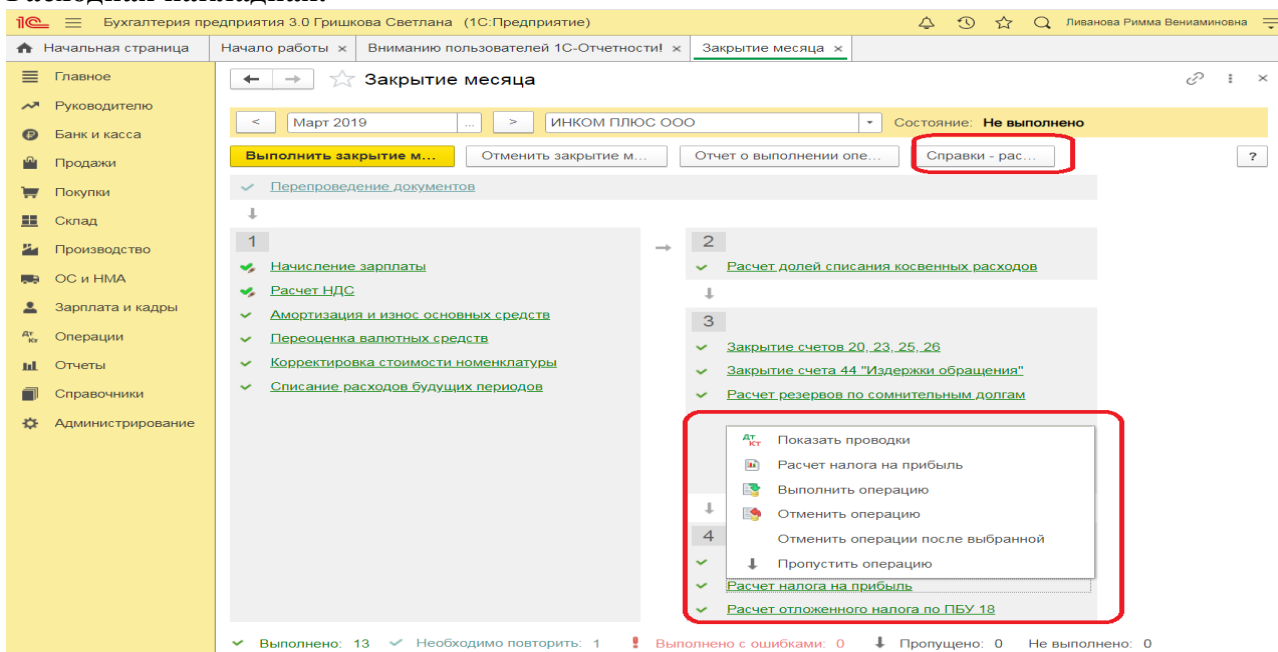 Расходная накладная.
1С Бухгалтерия предприятия 3.0 Гришкова Светлана (1С:Предприятие) Ливанова Римма Вениаминовна
Начальная страница Начало работы × Вниманию пользователей 1С-Отчетности! × Закрытие месяца ×
Главное
Руководителю
Банк и касса
Продажи
Покупки
Склад
Производство
ОС и НМА
Зарплата и кадры
Операции
Отчеты
Справочники
Администрирование
Закрытие месяца
< Март 2019 ... > ИНКОМ ПЛЮС ООО Состояние: Не выполнено
Выполнить закрытие м... Отменить закрытие м... Отчет о выполнении опе... Справки - рас... ?
Перепроведение документов
1
Начисление зарплаты
Расчет НДС
Амортизация и износ основных средств
Переоценка валютных средств
Корректировка стоимости номенклатуры
Списание расходов будущих периодов
2
Расчет долей списания косвенных расходов
3
Закрытие счетов 20, 23, 25, 26
Закрытие счета 44 "Издержки обращения"
Расчет резервов по сомнительным долгам
Дт Кт Показать проводки
Расчет налога на прибыль
Выполнить операцию
Отменить операцию
Отменить операции после выбранной
Пропустить операцию
4
Расчет налога на прибыль
Расчет отложенного налога по ПБУ 18
Выполнено: 13 Необходимо повторить: 1 Выполнено с ошибками: 0 Пропущено: 0 Не выполнено: 0